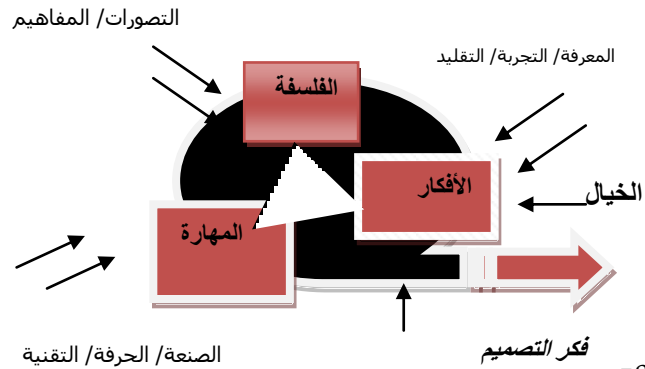 التصورات/ المفاهيم
المعرفة/ التجربة/ التقليد
الفلسفة
الأفكار
الخيال
المهارة
فكر التصميم
الصنعة/ الحرفة/ التقنية